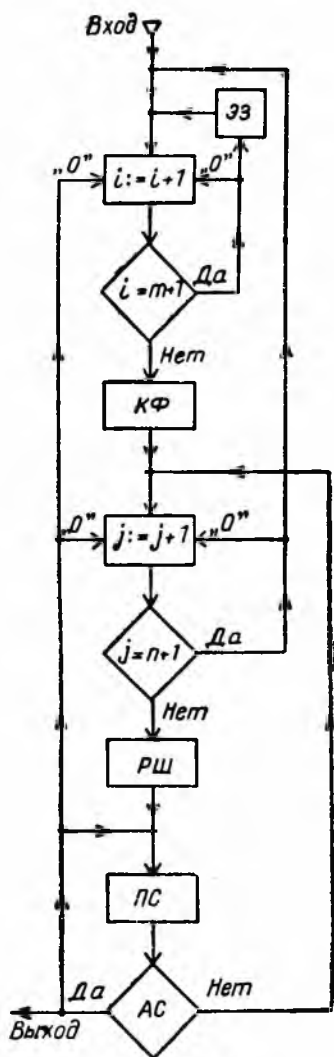 Вход
ЭЗ
„0”
„0”
i:=i+1
i=m+1
Да
Нет
КФ
„0”
„0”
j:=j+1
j=n+1
Да
Нет
РШ
ПС
Да
АС
Нет
Выход